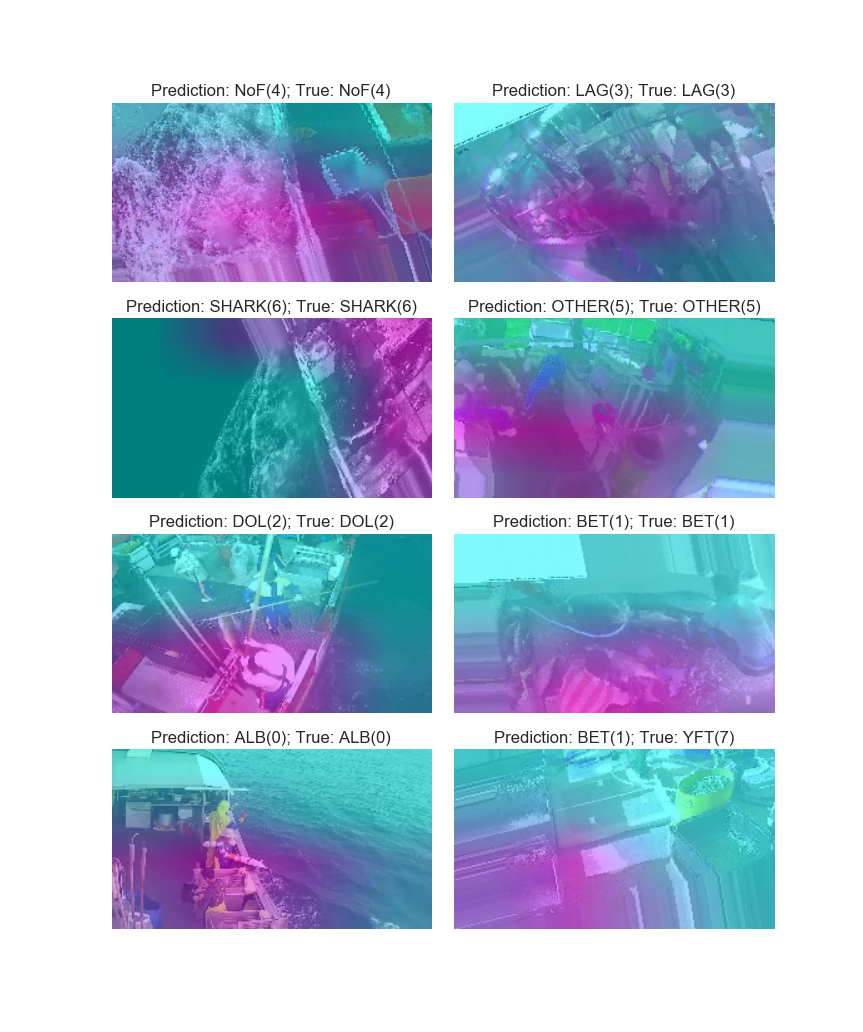 Prediction: NoF(4); True: NoF(4)
Prediction: LAG(3); True: LAG(3)
Prediction: SHARK(6); True: SHARK(6)
Prediction: OTHER(5); True: OTHER(5)
Prediction: DOL(2); True: DOL(2)
Prediction: BET(1); True: BET(1)
Prediction: ALB(0); True: ALB(0)
Prediction: BET(1); True: YFT(7)